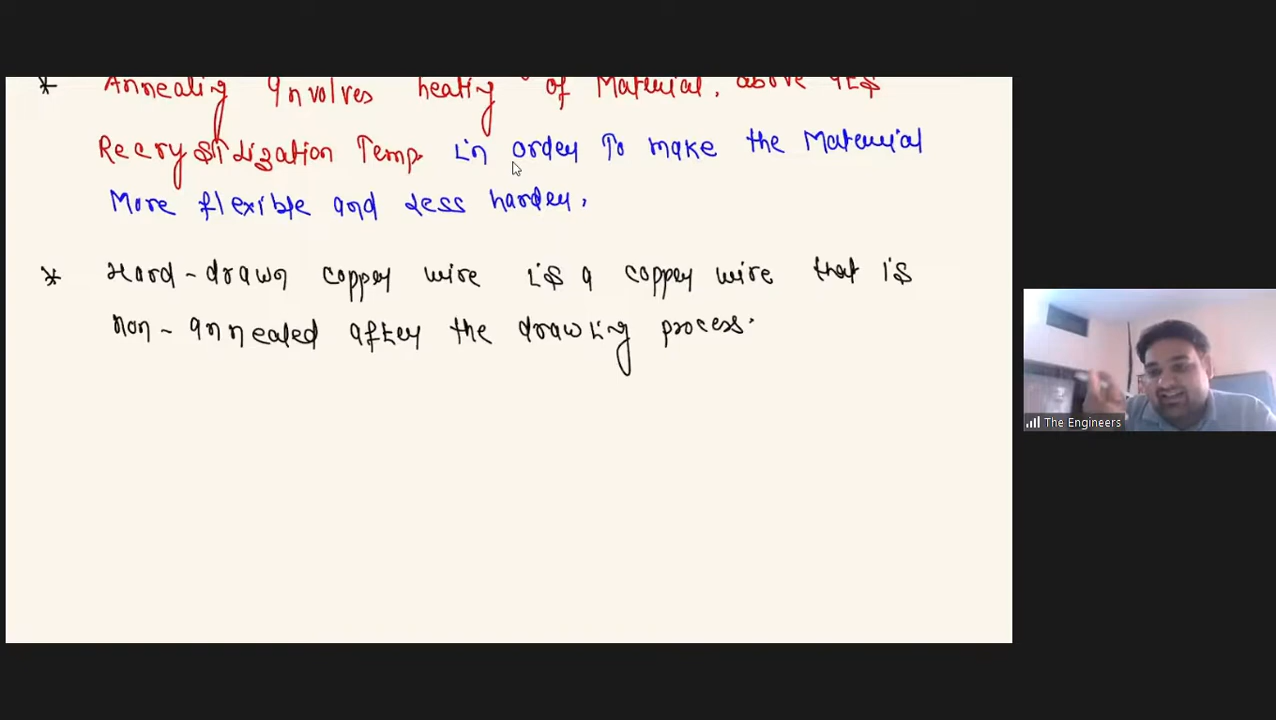 * Annealing involves heating of Material, above its
Recrystilization Temp. in order To make the Material
More flexible and Less harder,
* Hard-drawn copper wire is a copper wire that is
non-annealed after the drawing process.
The Engineers